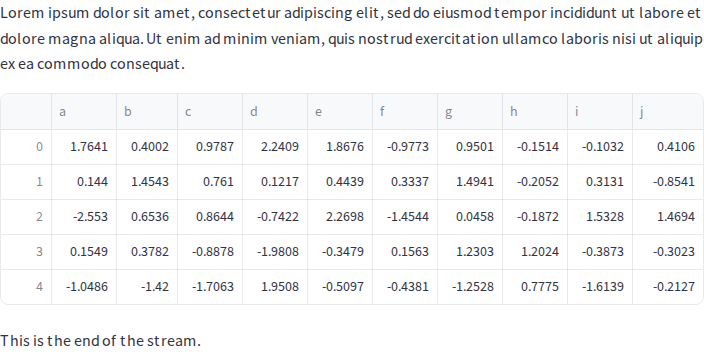 Lorem ipsum dolor sit amet, consectetur adipiscing elit, sed do eiusmod tempor incididunt ut labore et
dolore magna aliqua. Ut enim ad minim veniam, quis nostrud exercitation ullamco laboris nisi ut aliquip
ex ea commodo consequat.
a b c d e f g h i j
0 1.7641 0.4002 0.9787 2.2409 1.8676 -0.9773 0.9501 -0.1514 -0.1032 0.4106
1 0.144 1.4543 0.761 0.1217 0.4439 0.3337 1.4941 -0.2052 0.3131 -0.8541
2 -2.553 0.6536 0.8644 -0.7422 2.2698 -1.4544 0.0458 -0.1872 1.5328 1.4694
3 0.1549 0.3782 -0.8878 -1.9808 -0.3479 0.1563 1.2303 1.2024 -0.3873 -0.3023
4 -1.0486 -1.42 -1.7063 1.9508 -0.5097 -0.4381 -1.2528 0.7775 -1.6139 -0.2127
This is the end of the stream.